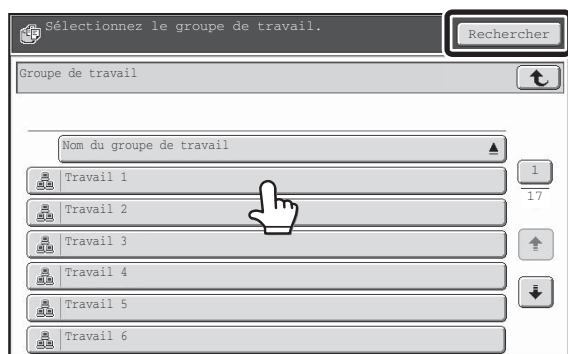 Sélectionnez le groupe de travail.
Rechercher
Groupe de travail
Nom du groupe de travail
1
17
Travail 1
Travail 2
Travail 3
Travail 4
Travail 5
Travail 6